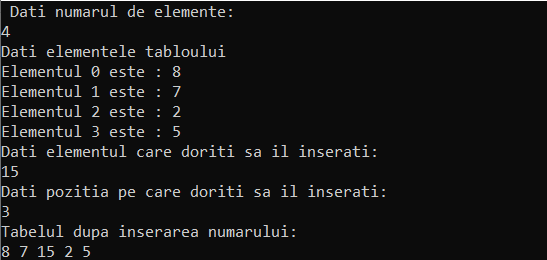 Dati numarul de elemente:
4
Dati elementele tabloului
Elementul 0 este : 8
Elementul 1 este : 7
Elementul 2 este : 2
Elementul 3 este : 5
Dati elementul care doriti sa il inserati:
15
Dati pozitia pe care doriti sa il inserati:
3
Tabelul dupa inserarea numarului:
8 7 15 2 5